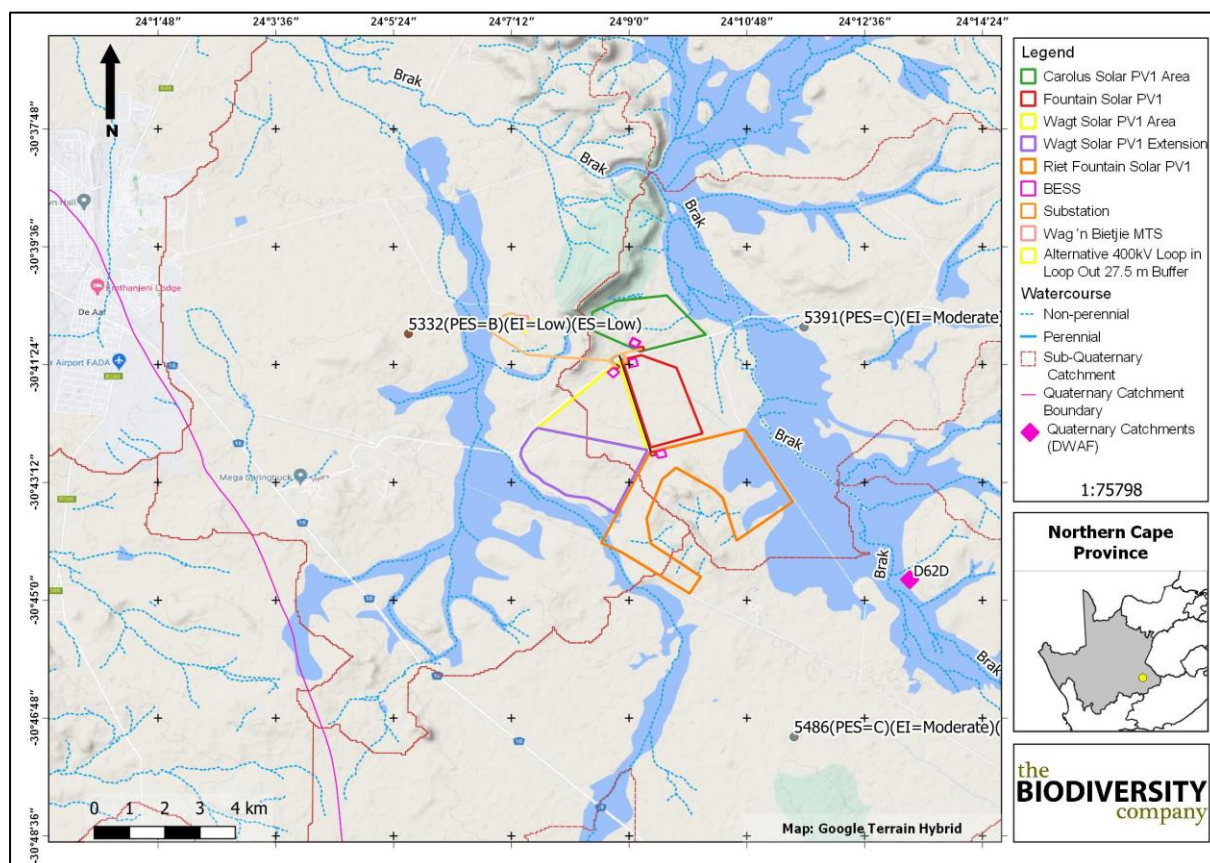 24°1'48" 24°3'36" 24°5'24" 24°7'12" 24°9'0" 24°10'48" 24°12'36" 24°14'24"
-30°37'48"
-30°39'36"
-30°41'24"
-30°43'12"
-30°45'0"
-30°46'48"
-30°48'36"
N
Brak
Brak
Brak
Brak
Brak
Brak
wn Hall
Emthanjeni Lodge
De Aar
r Airport FADA
Mega Springbuck
5332(PES=B)(EI=Low)(ES=Low)
5391(PES=C)(EI=Moderate)
5486(PES=C)(EI=Moderate)(
D62D
0 1 2 3 4 km
Map: Google Terrain Hybrid
Legend
Carolus Solar PV1 Area
Fountain Solar PV1
Wagt Solar PV1 Area
Wagt Solar PV1 Extension
Riet Fountain Solar PV1
BESS
Substation
Wag 'n Bietjie MTS
Alternative 400kV Loop in
Loop Out 27.5 m Buffer
Watercourse
Non-perennial
Perennial
Sub-Quaternary
Catchment
Quaternary Catchment
Boundary
Quaternary Catchments
(DWAF)
1:75798
Northern Cape
Province
the
BIODIVERSITY
company